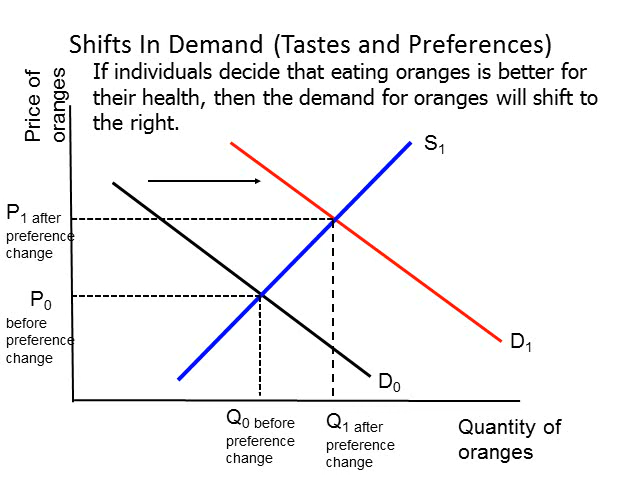 Shifts In Demand (Tastes and Preferences)
If individuals decide that eating oranges is better for
their health, then the demand for oranges will shift to
the right.
Price of
oranges
S1
P1 after
preference
change
P0
before
preference
change
D1
D0
Q0 before
preference
change
Q1 after
preference
change
Quantity of
oranges